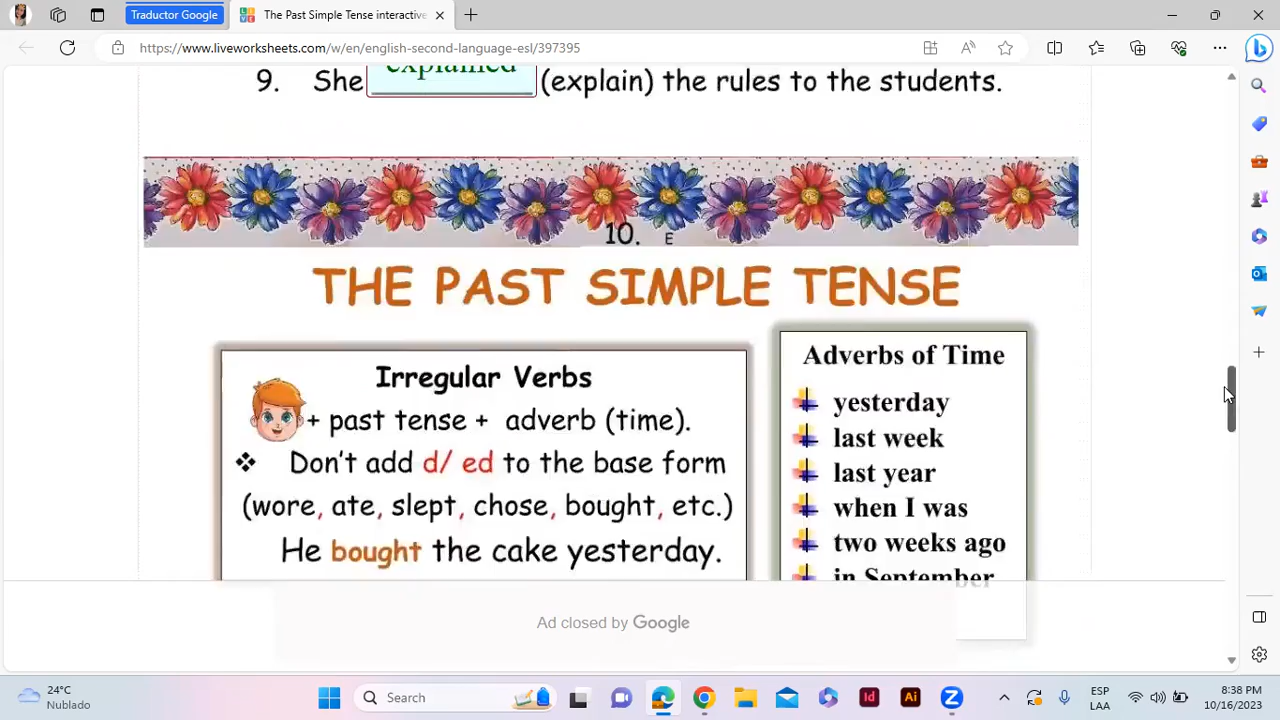 Traductor Google
The Past Simple Tense interactive
https://www.liveworksheets.com/w/en/english-second-language-esl/397395
explained
9. She (explain) the rules to the students.
10. E
THE PAST SIMPLE TENSE
Irregular Verbs
+ past tense + adverb (time).
Don't add d/ ed to the base form
(wore, ate, slept, chose, bought, etc.)
He bought the cake yesterday.
Adverbs of Time
yesterday
last week
last year
when I was
two weeks ago
in September
Ad closed by Google
24°C
Nublado
Search
Id
Ai
Z
ESP
LAA
8:38 PM
10/16/2023